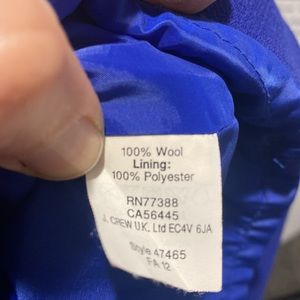 100% Wool
Lining:
100% Polyester
RN77388
CA56445
J. CREW U.K. Ltd EC4V 6JA
Style 47465
FA 12